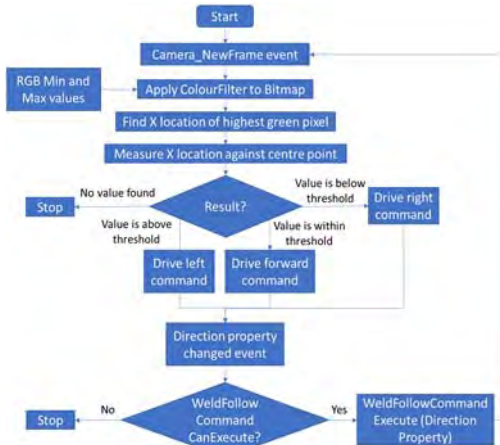 Start
Camera_NewFrame event
RGB Min and
Max values
Apply ColourFilter to Bitmap
Find X location of highest green pixel
Measure X location against centre point
No value found
Value is below
threshold
Stop
Result?
Drive right
command
Value is above
threshold
Value is within
threshold
Drive left
command
Drive forward
command
Direction property
changed event
No
WeldFollow
Command
CanExecute?
Yes
Stop
WeldFollowCommand
Execute (Direction
Property)